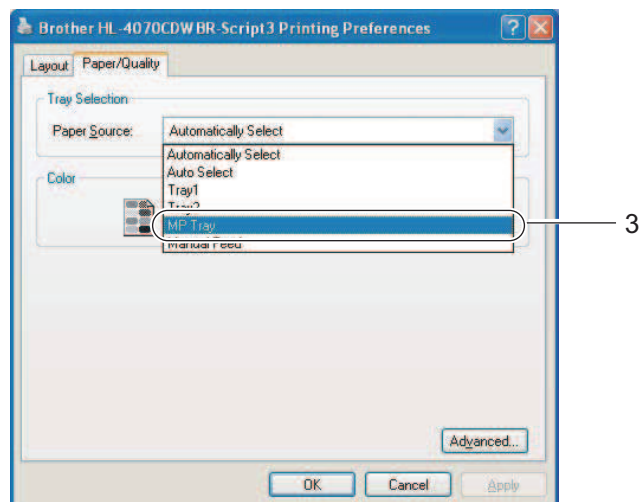 Brother HL-4070CDW BR-Script3 Printing Preferences
Layout Paper/Quality
Tray Selection
Paper Source: Automatically Select
Automatically Select
Auto Select
Color
Tray1
Tray2
MP Tray
3
Manual Feed
Advanced...
OK Cancel Apply